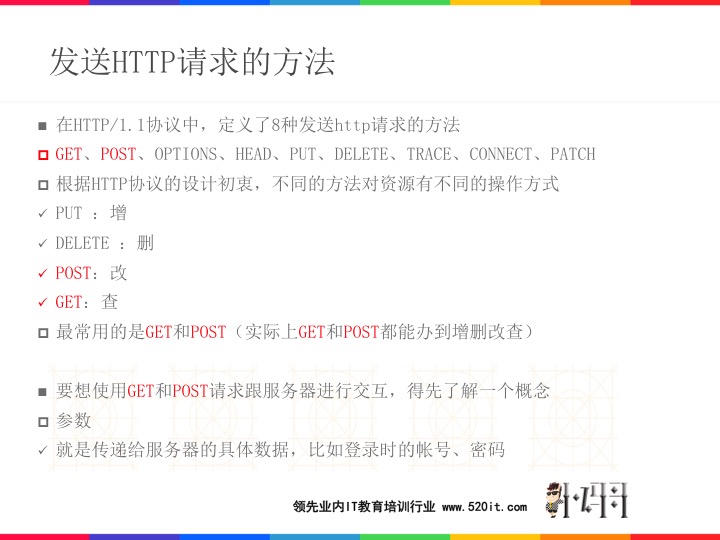 发送HTTP请求的方法
在HTTP/1.1协议中，定义了8种发送http请求的方法
GET、POST、OPTIONS、HEAD、PUT、DELETE、TRACE、CONNECT、PATCH
根据HTTP协议的设计初衷，不同的方法对资源有不同的操作方式
PUT ：增
DELETE ：删
POST：改
GET：查
最常用的是GET和POST（实际上GET和POST都能办到增删改查）
要想使用GET和POST请求跟服务器进行交互，得先了解一个概念
参数
就是传递给服务器的具体数据，比如登录时的帐号、密码
领先业内IT教育培训行业 www.520it.com
小码哥